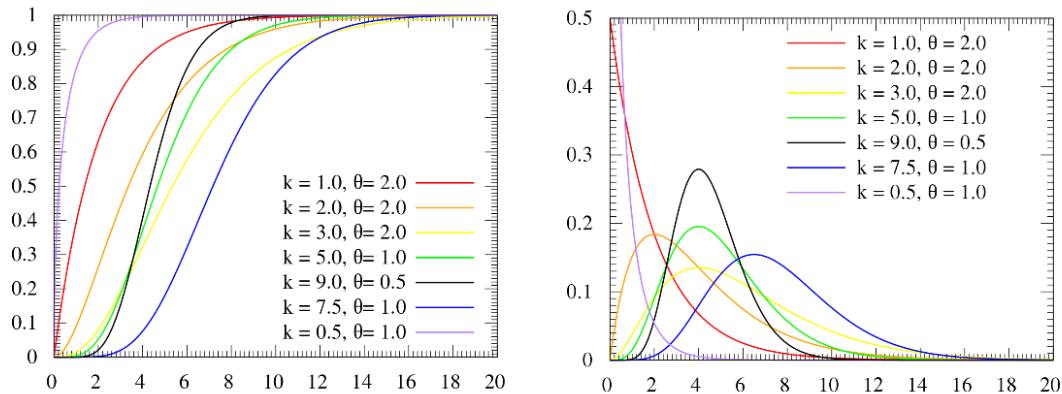 1
0.9
0.8
0.7
0.6
0.5
0.4
0.3
0.2
0.1
0
k = 1.0, θ= 2.0
k = 2.0, θ= 2.0
k = 3.0, θ= 2.0
k = 5.0, θ= 1.0
k = 9.0, θ= 0.5
k = 7.5, θ= 1.0
k = 0.5, θ= 1.0
0 2 4 6 8 10 12 14 16 18 20
0.5
0.4
0.3
0.2
0.1
0
k = 1.0, θ = 2.0
k = 2.0, θ = 2.0
k = 3.0, θ = 2.0
k = 5.0, θ = 1.0
k = 9.0, θ = 0.5
k = 7.5, θ = 1.0
k = 0.5, θ = 1.0
0 2 4 6 8 10 12 14 16 18 20